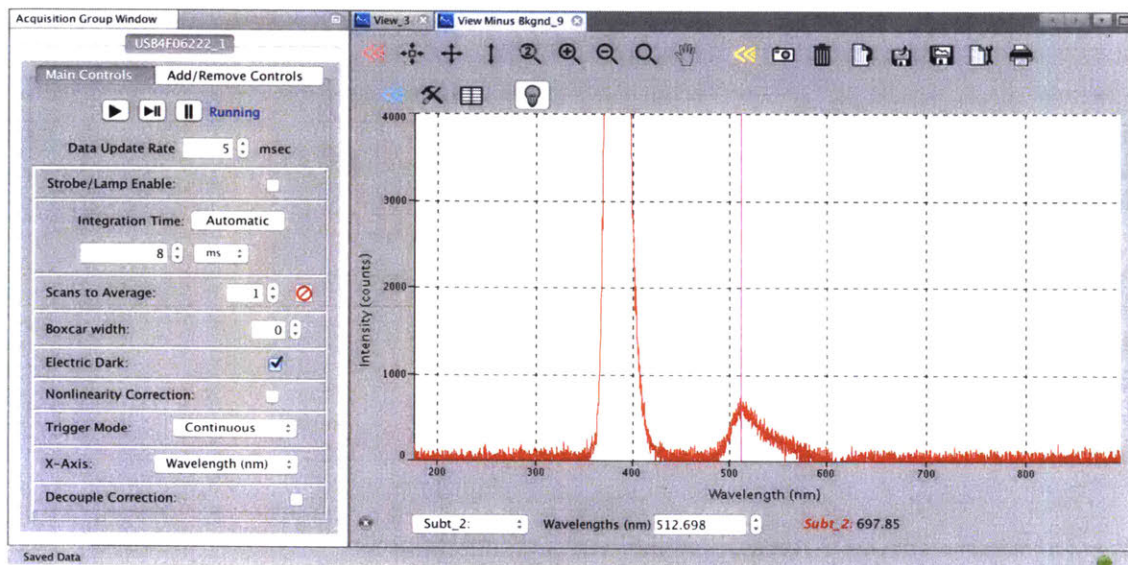 Acquisition Group Window
USB4F06222_1
Main Controls
Add/Remove Controls
Running
Data Update Rate 5 msec
Strobe/Lamp Enable:
Integration Time: Automatic
8 ms
Scans to Average: 1
Boxcar width: 0
Electric Dark:
Nonlinearity Correction:
Trigger Mode: Continuous
X-Axis: Wavelength (nm)
Decouple Correction:
Saved Data
View_3
View Minus Bkgnd_9
2
Intensity (counts)
4000
3000
2000
1000
0
200 300 400 500 600 700 800
Wavelength (nm)
Subt_2: Wavelengths (nm) 512.698 Subt_2: 697.85